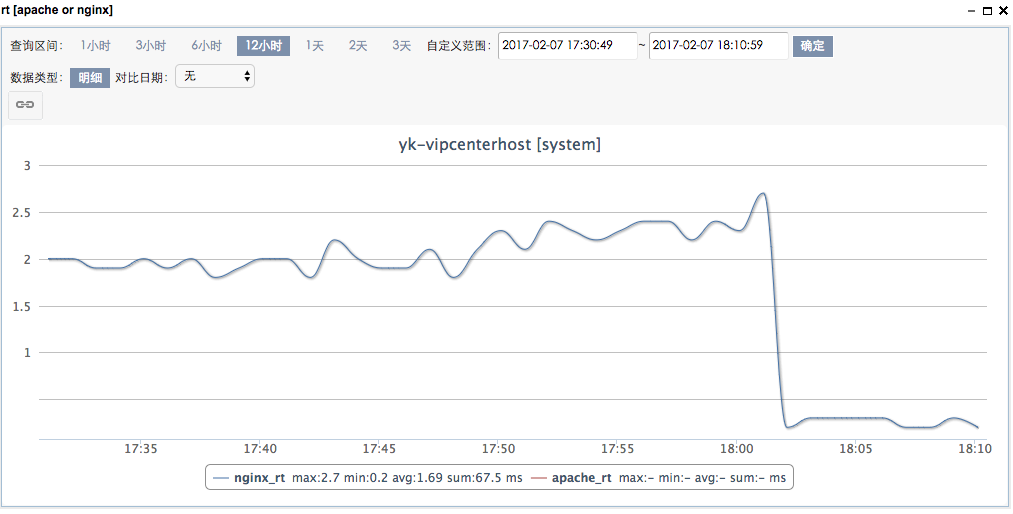 rt [apache or nginx]
查询区间： 1小时 3小时 6小时 12小时 1天 2天 3天 自定义范围： 2017-02-07 17:30:49 ~ 2017-02-07 18:10:59 确定
数据类型： 明细 对比日期： 无
yk-vipcenterhost [system]
3
2.5
2
1.5
1
17:35 17:40 17:45 17:50 17:55 18:00 18:05 18:10
nginx_rt max:2.7 min:0.2 avg:1.69 sum:67.5 ms apache_rt max:- min:- avg:- sum:- ms